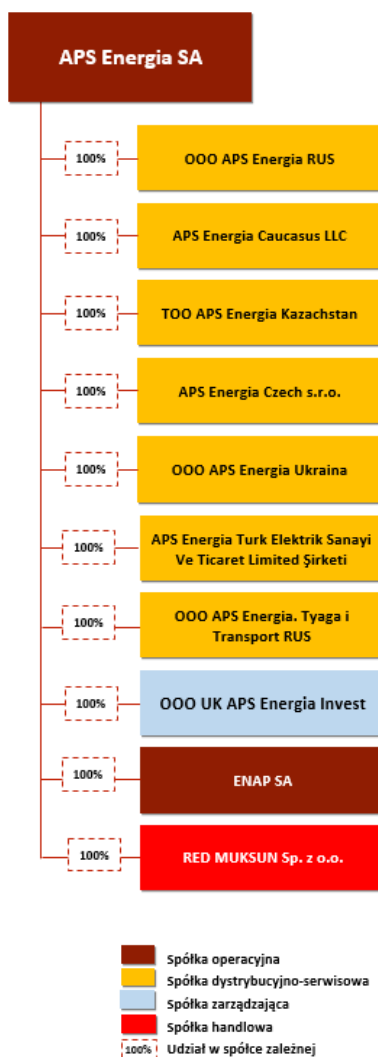 APS Energia SA
100%
OOO APS Energia RUS
100%
APS Energia Caucasus LLC
100%
TOO APS Energia Kazachstan
100%
APS Energia Czech s.r.o.
100%
OOO APS Energia Ukraina
100%
APS Energia Turk Elektrik Sanayi
Ve Ticaret Limited Şirketi
100%
OOO APS Energia. Tyaga i
Transport RUS
100%
OOO UK APS Energia Invest
100%
ENAP SA
100%
RED MUKSUN Sp. z o.o.
Spółka operacyjna
Spółka dystrybucyjno-serwisowa
Spółka zarządzająca
Spółka handlowa
100% Udział w spółce zależnej